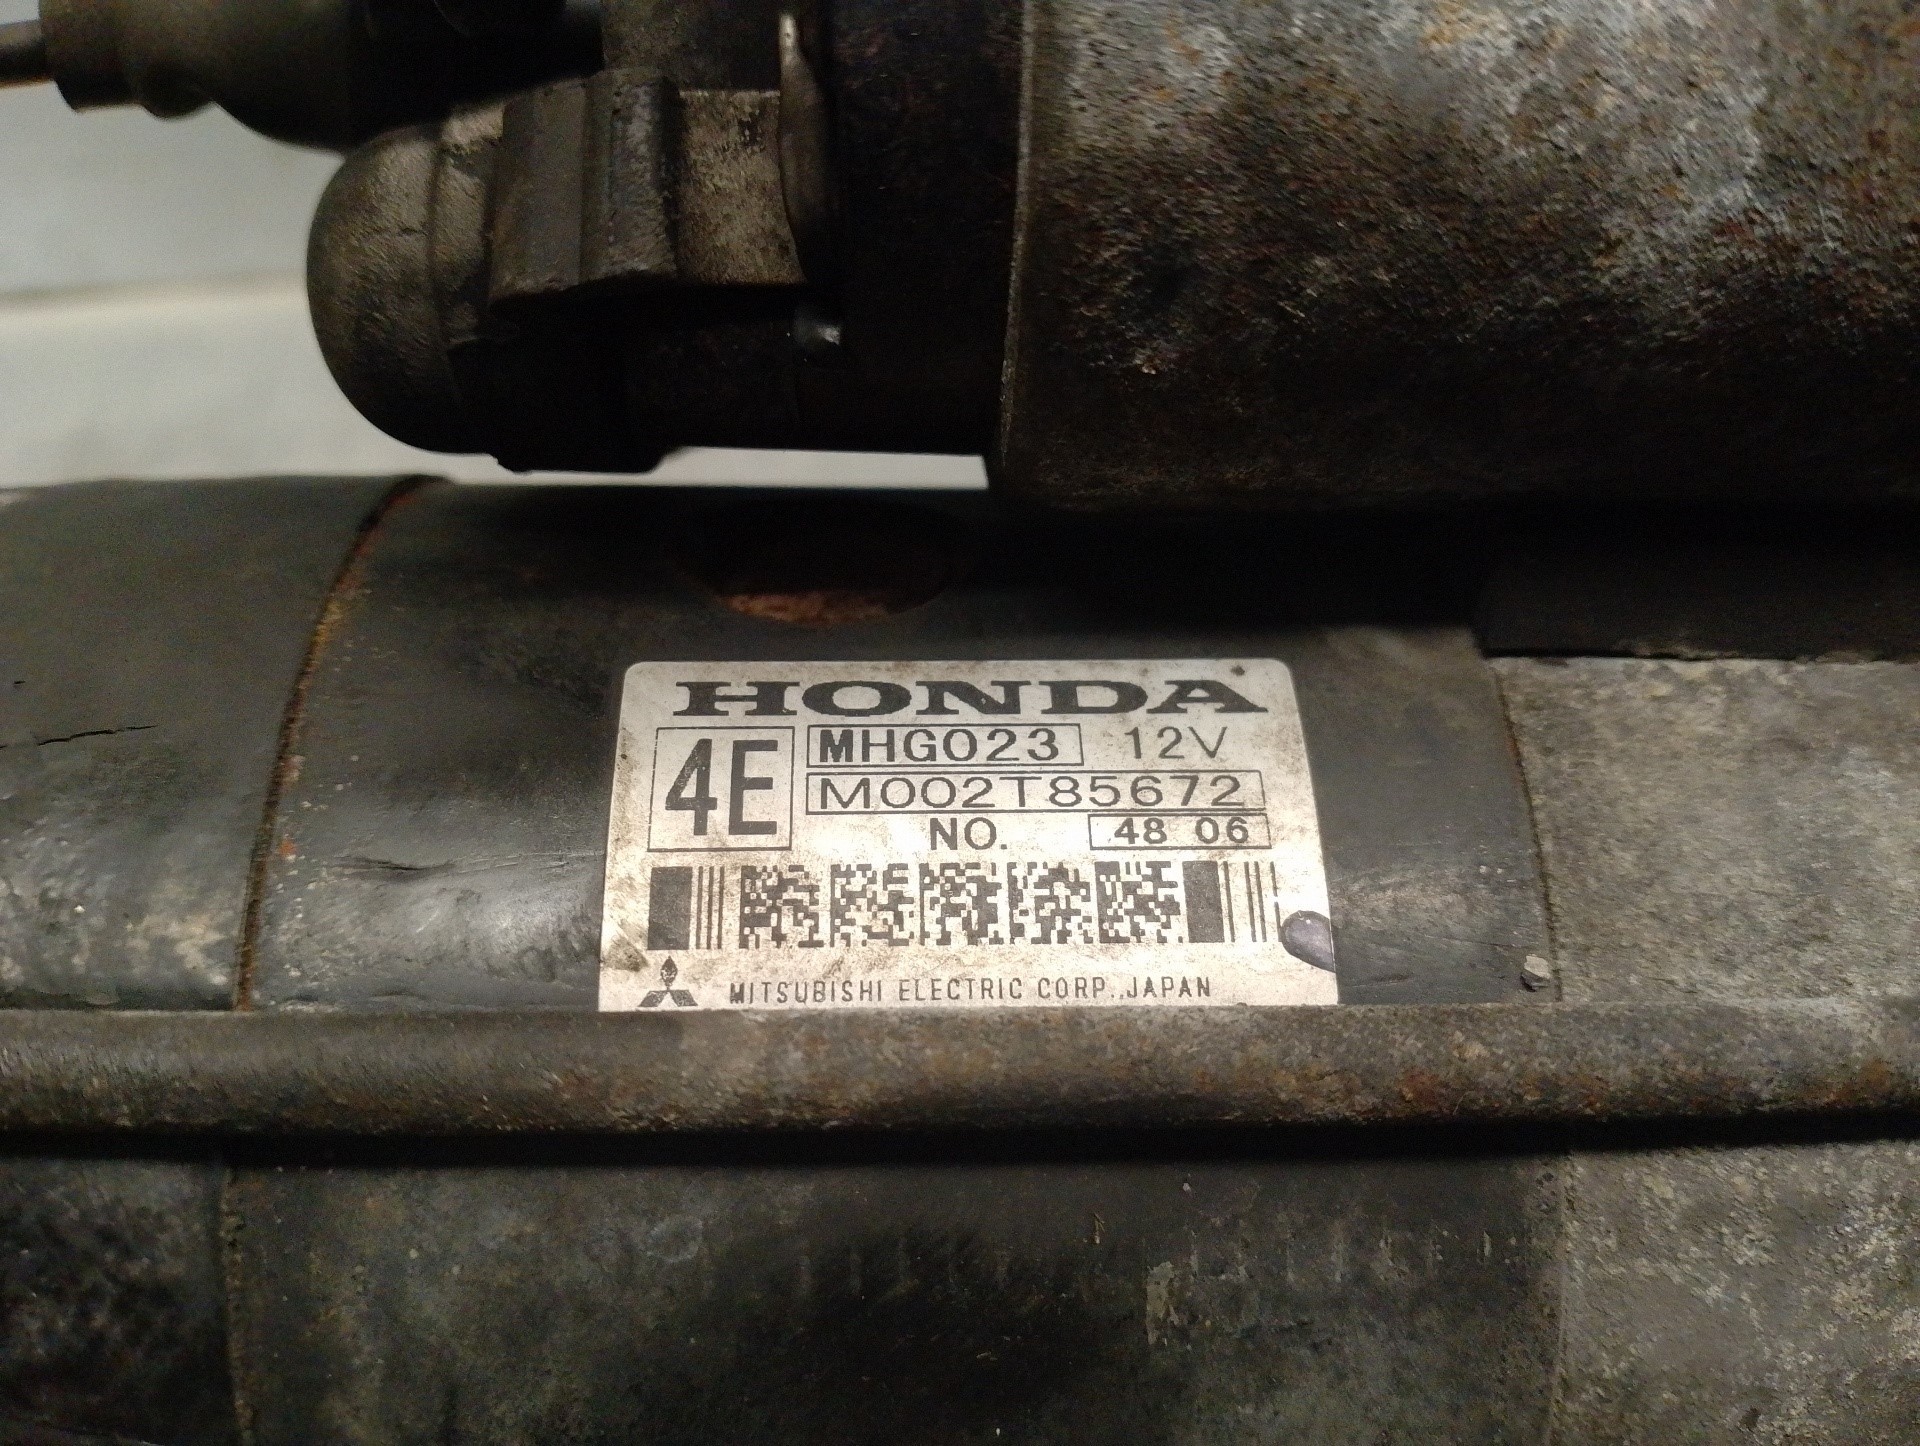 HONDA
4E MHG023 12V
M002T85672
NO. 48 06
MITSUBISHI ELECTRIC CORP.,JAPAN